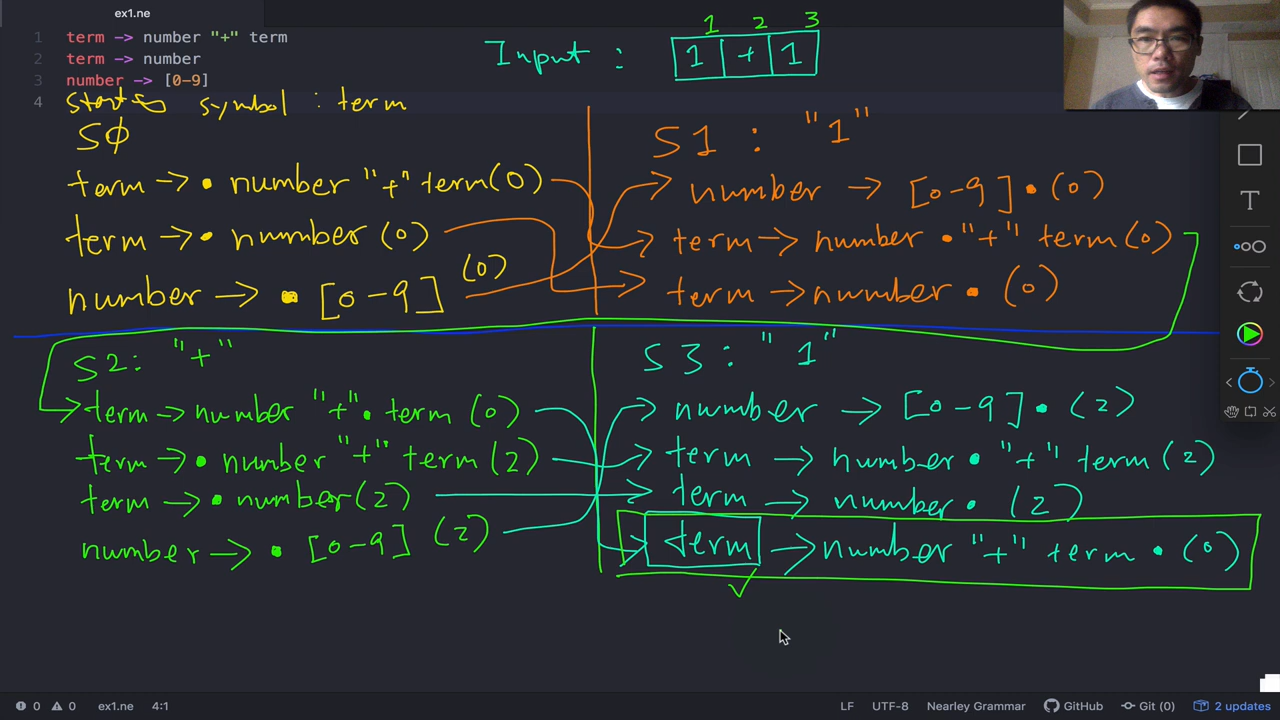 ex1.ne
1 term -> number "+" term
2 term -> number
3 number -> [0-9]
4
symbol : term
Input : 1 + 1
1 2 3
SØ
term -> • number "+" term (0)
term -> • number (0)
number -> • [0-9] (0)
S1 : "1"
number -> [0-9] • (0)
term -> number • "+" term (0)
term -> number • (0)
S2: "+"
term -> number "+" • term (0)
term -> • number "+" term (2)
term -> • number (2)
number -> • [0-9] (2)
S3 : "1"
number -> [0-9] • (2)
term -> number • "+" term (2)
term -> number • (2)
term -> number "+" term • (0)
T
0 0 ex1.ne 4:1 LF UTF-8 Nearley Grammar GitHub Git (0) 2 updates